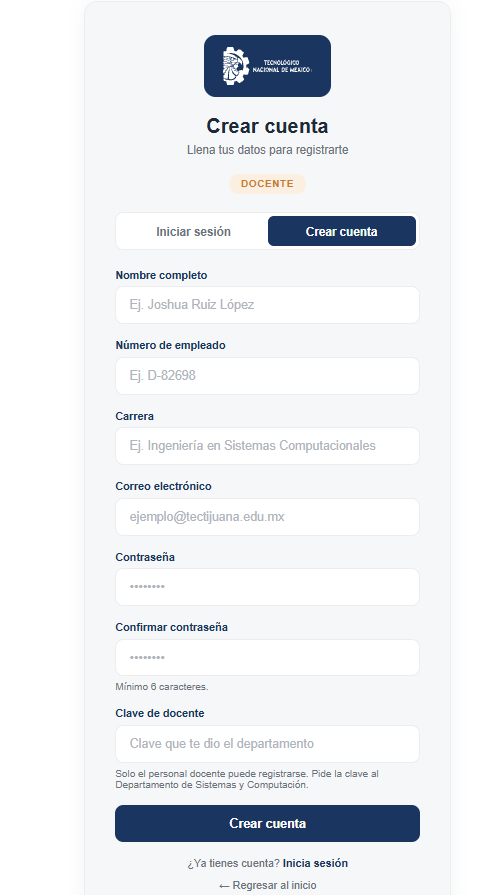 TECNOLÓGICO
NACIONAL DE MÉXICO
Crear cuenta
Llena tus datos para registrarte
DOCENTE
Iniciar sesión
Crear cuenta
Nombre completo
Ej. Joshua Ruiz López
Número de empleado
Ej. D-82698
Carrera
Ej. Ingeniería en Sistemas Computacionales
Correo electrónico
ejemplo@tectijuana.edu.mx
Contraseña
••••••••
Confirmar contraseña
••••••••
Mínimo 6 caracteres.
Clave de docente
Clave que te dio el departamento
Solo el personal docente puede registrarse. Pide la clave al
Departamento de Sistemas y Computación.
Crear cuenta
¿Ya tienes cuenta? Inicia sesión
← Regresar al inicio